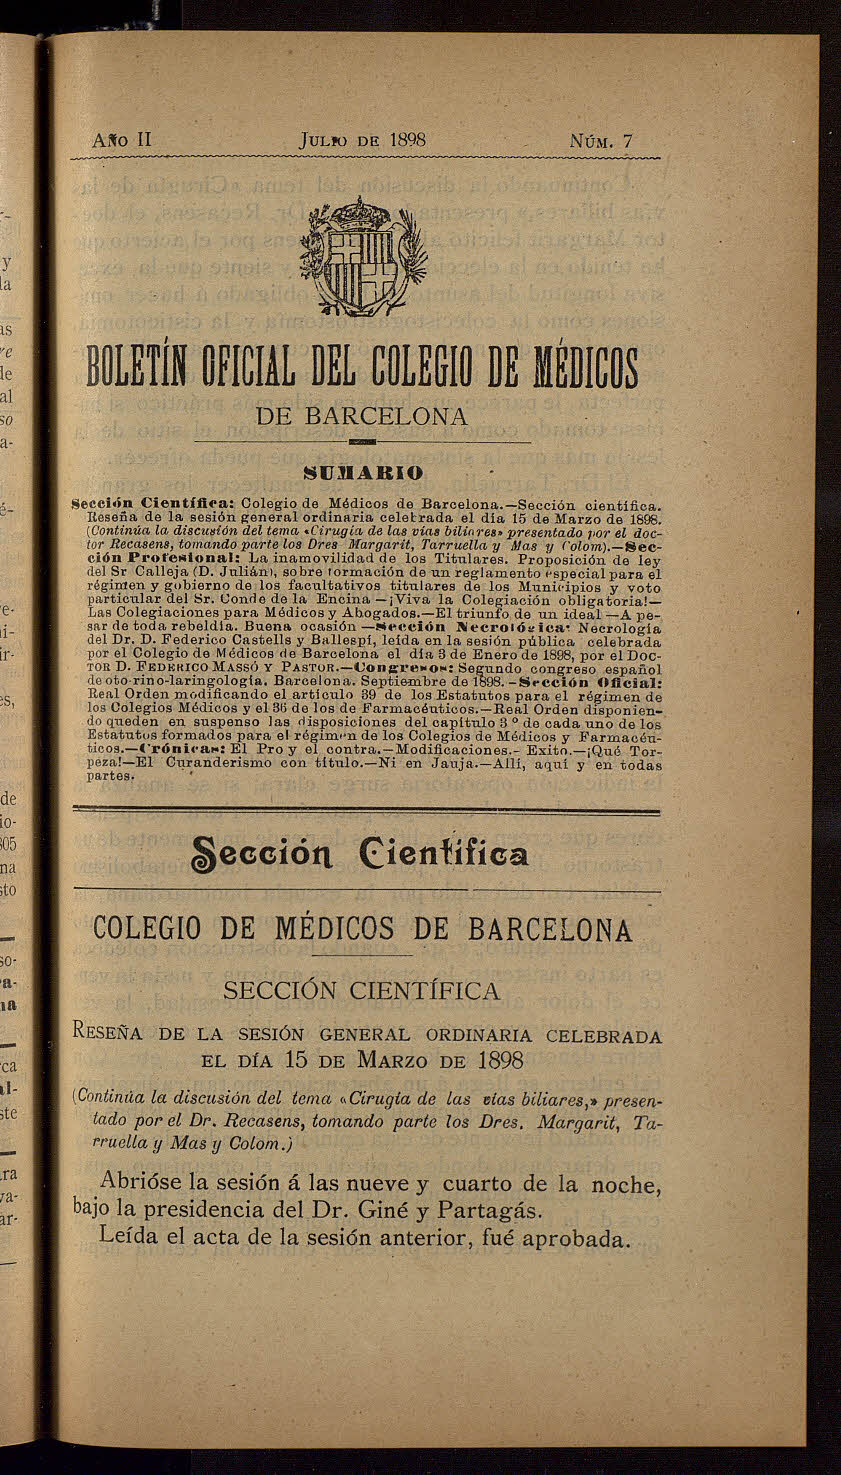 Año II Julio de 1898 Núm. 7
BOLETÍN OFICIAL DEL COLEGIO DE MÉDICOS
DE BARCELONA
SUMARIO
Sección Científica: Colegio de Médicos de Barcelona.—Sección científica.
Reseña de la sesión general ordinaria celebrada el día 15 de Marzo de 1898.
(Continúa la discusión del tema «Cirugía de las vías biliares» presentado por el doc-
tor Recasens, tomando parte los Dres Margarit, Tarruella y Mas y Colom).—Sec-
ción Profesional: La inamovilidad de los Titulares. Proposición de ley
del Sr Calleja (D. Julián), sobre formación de un reglamento especial para el
régimen y gobierno de los facultativos titulares de los Municipios y voto
particular del Sr. Conde de la Encina—¡Viva la Colegiación obligatoria!—
Las Colegiaciones para Médicos y Abogados.—El triunfo de un ideal—A pe-
sar de toda rebeldía. Buena ocasión—Sección Necrológica: Necrología
del Dr. D. Federico Castells y Ballespí, leída en la sesión pública celebrada
por el Colegio de Médicos de Barcelona el día 3 de Enero de 1898, por el Doc-
tor D. Federico Massó y Pastor.—Congresos: Segundo congreso español
de oto-rino-laringología. Barcelona. Septiembre de 1898.-Sección Oficial:
Real Orden modificando el artículo 39 de los Estatutos para el régimen de
los Colegios Médicos y el 36 de los de Farmacéuticos.—Real Orden disponien-
do queden en suspenso las disposiciones del capítulo 3º de cada uno de los
Estatutos formados para el régimen de los Colegios de Médicos y Farmacéu-
ticos.—Crónicas: El Pro y el contra.—Modificaciones.- Exito.—¡Qué Tor-
peza!—El Curanderismo con título.—Ni en Jauja.—Allí, aquí y en todas
partes.
Sección Científica
COLEGIO DE MÉDICOS DE BARCELONA
SECCIÓN CIENTÍFICA
Reseña de la sesión general ordinaria celebrada
el día 15 de Marzo de 1898
(Continúa la discusión del tema «Cirugía de las vias biliares,» presen-
tado por el Dr. Recasens, tomando parte los Dres. Margarit, Ta-
rruella y Mas y Colom.)
Abrióse la sesión á las nueve y cuarto de la noche,
bajo la presidencia del Dr. Giné y Partagás.
Leída el acta de la sesión anterior, fué aprobada.